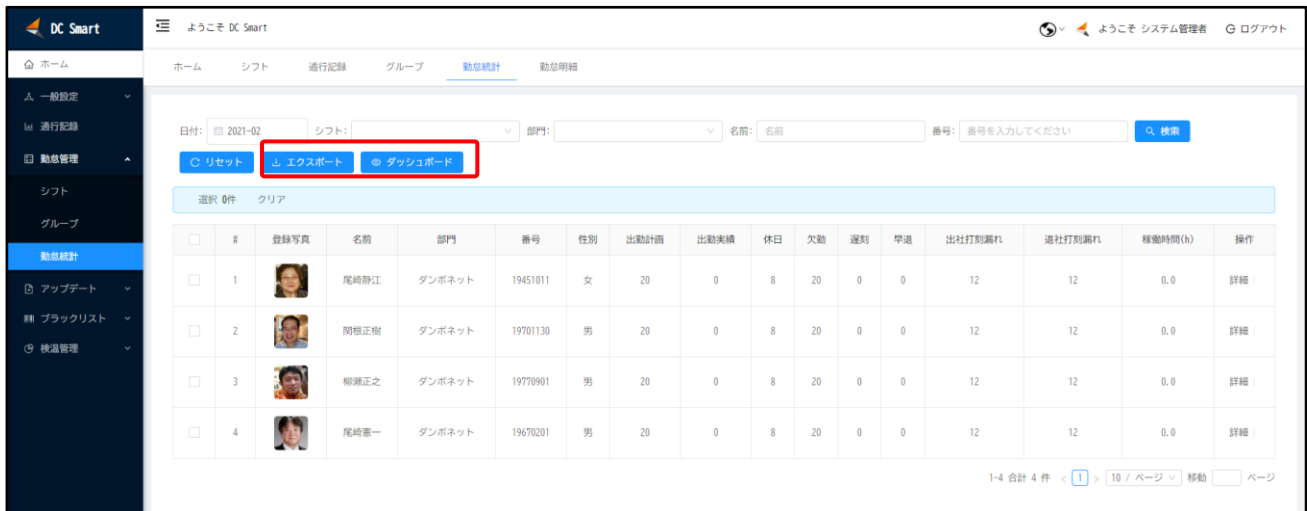 DC Smart
ようこそ DC Smart
ようこそ システム管理者 ログアウト
ホーム
一般設定
通行記録
勤怠管理
シフト
グループ
勤怠統計
アップデート
ブラックリスト
検温管理
ホーム シフト 通行記録 グループ 勤怠統計 勤怠明細
日付: 2021-02 シフト: 部門: 名前: 名前 番号: 番号を入力してください 検索
リセット エクスポート ダッシュボード
選択 0件 クリア
# 登録写真 名前 部門 番号 性別 出勤計画 出勤実績 休日 欠勤 遅刻 早退 出社打刻漏れ 退社打刻漏れ 稼働時間(h) 操作
1 尾崎静江 ダンボネット 19451011 女 20 0 8 20 0 0 12 12 0.0 詳細
2 関根正樹 ダンボネット 19701130 男 20 0 8 20 0 0 12 12 0.0 詳細
3 柳瀬正之 ダンボネット 19770901 男 20 0 8 20 0 0 12 12 0.0 詳細
4 尾崎憲一 ダンボネット 19670201 男 20 0 8 20 0 0 12 12 0.0 詳細
1-4 合計 4 件 < 1 > 10 / ページ 移動 ページ